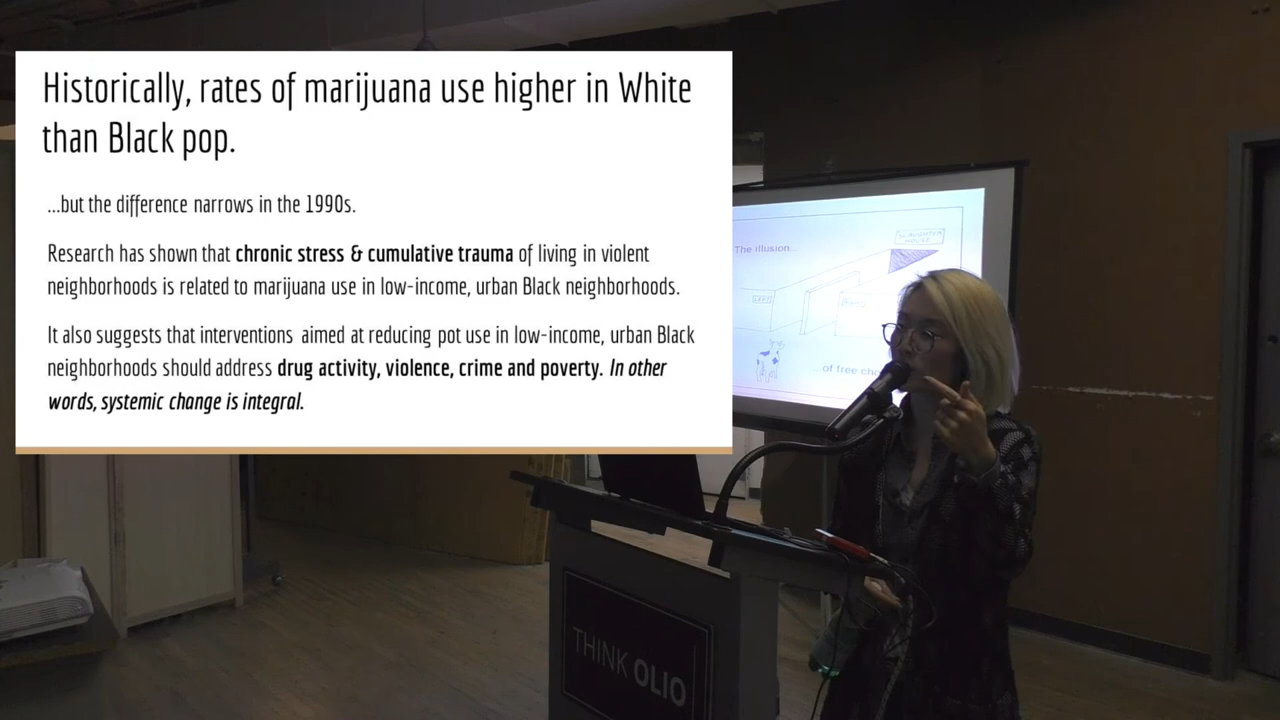 Historically, rates of marijuana use higher in White
than Black pop.
...but the difference narrows in the 1990s.
Research has shown that chronic stress & cumulative trauma of living in violent
neighborhoods is related to marijuana use in low-income, urban Black neighborhoods.
It also suggests that interventions aimed at reducing pot use in low-income, urban Black
neighborhoods should address drug activity, violence, crime and poverty. In other
words, systemic change is integral.
The illusion...
SLAUGHTER
HOUSE
LEFT
RIGHT
...of free cho
THINK OLIO